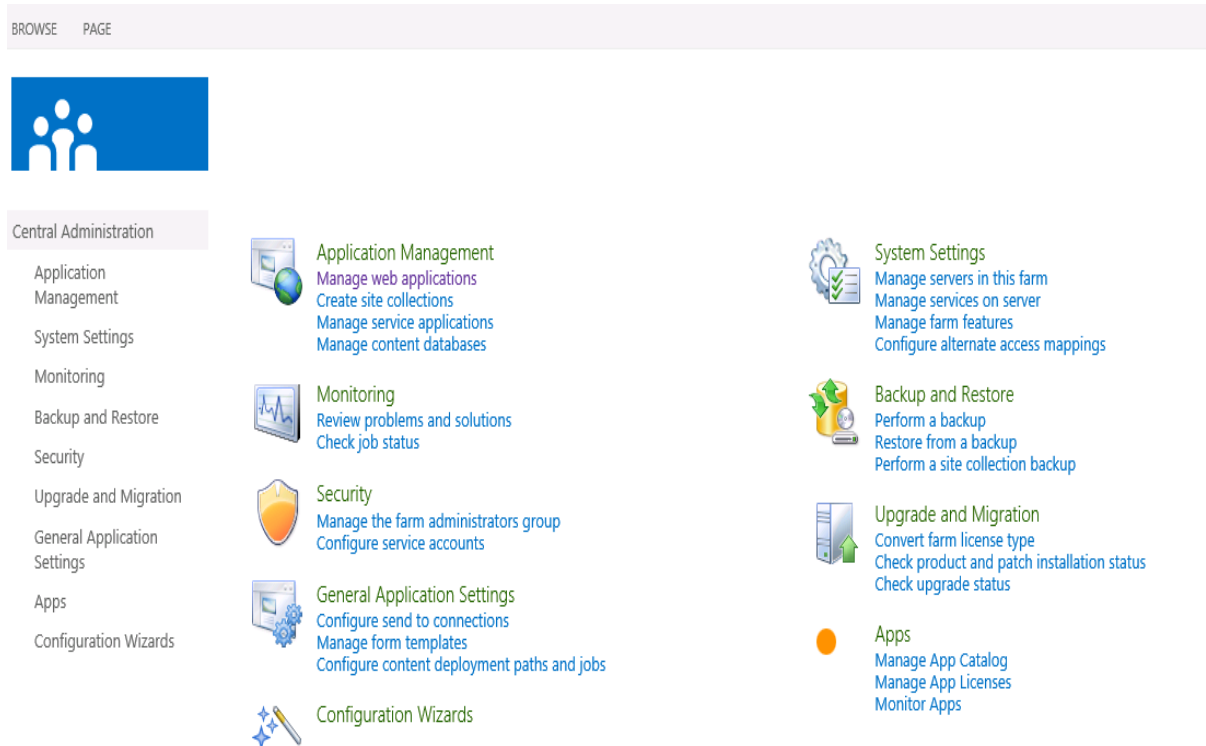 BROWSE PAGE
Central Administration
Application
Management
System Settings
Monitoring
Backup and Restore
Security
Upgrade and Migration
General Application
Settings
Apps
Configuration Wizards
Application Management
Manage web applications
Create site collections
Manage service applications
Manage content databases
Monitoring
Review problems and solutions
Check job status
Security
Manage the farm administrators group
Configure service accounts
General Application Settings
Configure send to connections
Manage form templates
Configure content deployment paths and jobs
Configuration Wizards
System Settings
Manage servers in this farm
Manage services on server
Manage farm features
Configure alternate access mappings
Backup and Restore
Perform a backup
Restore from a backup
Perform a site collection backup
Upgrade and Migration
Convert farm license type
Check product and patch installation status
Check upgrade status
Apps
Manage App Catalog
Manage App Licenses
Monitor Apps